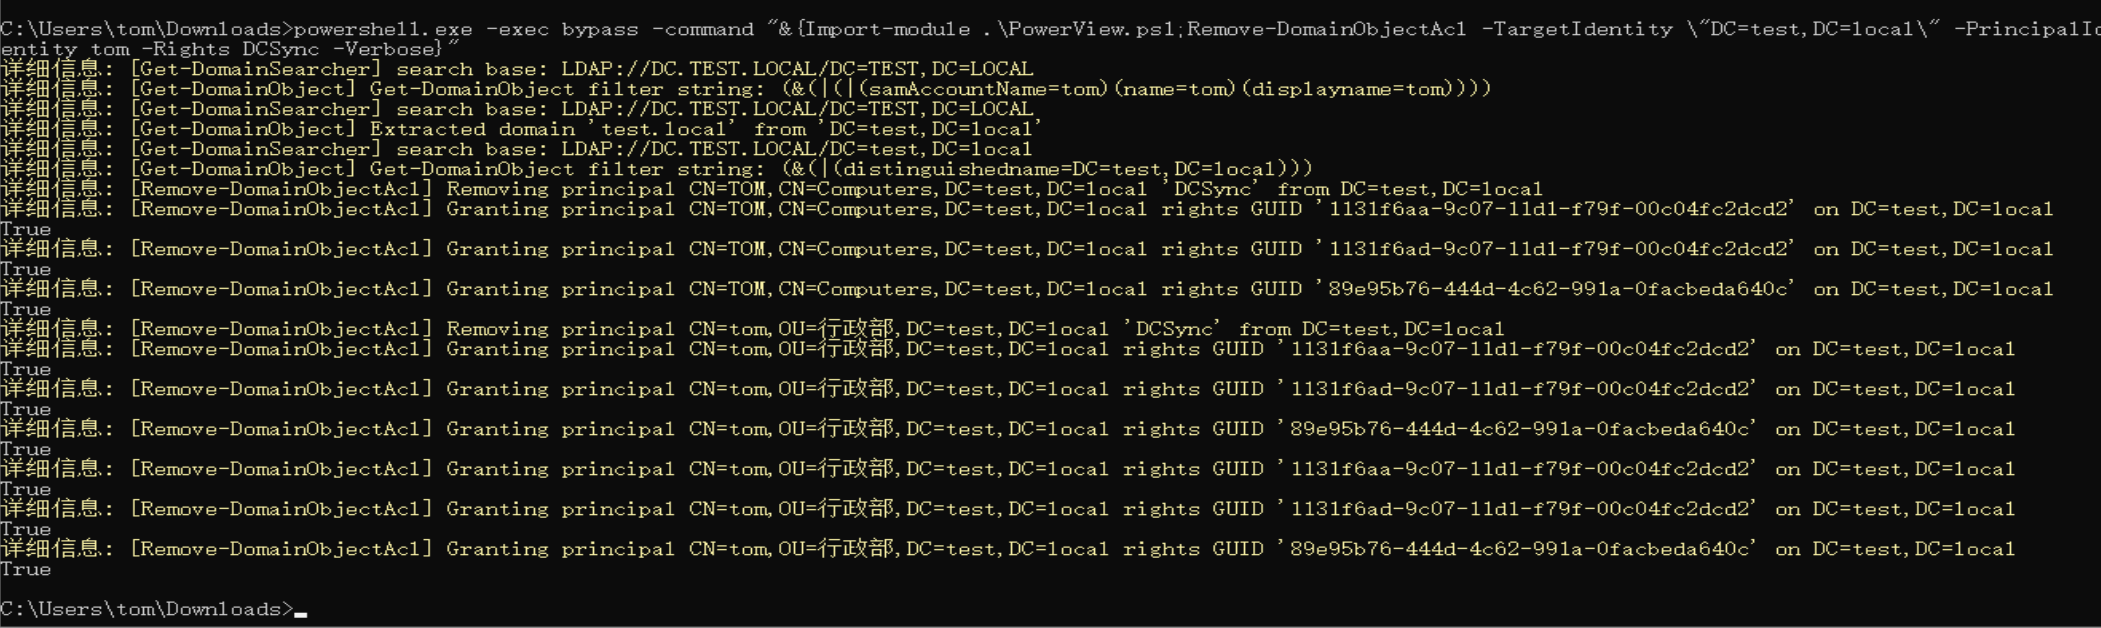 C:\Users\tom\Downloads>powershell.exe -exec bypass -command "&{Import-module .\PowerView.ps1;Remove-DomainObjectAcl -TargetIdentity \"DC=test,DC=local\" -PrincipalId
entity tom -Rights DCSync -Verbose}"
详细信息: [Get-DomainSearcher] search base: LDAP://DC.TEST.LOCAL/DC=TEST,DC=LOCAL
详细信息: [Get-DomainObject] Get-DomainObject filter string: (&(|(|(samAccountName=tom)(name=tom)(displayname=tom))))
详细信息: [Get-DomainSearcher] search base: LDAP://DC.TEST.LOCAL/DC=TEST,DC=LOCAL
详细信息: [Get-DomainObject] Extracted domain 'test.local' from 'DC=test,DC=local'
详细信息: [Get-DomainSearcher] search base: LDAP://DC.TEST.LOCAL/DC=test,DC=local
详细信息: [Get-DomainObject] Get-DomainObject filter string: (&(|(distinguishedname=DC=test,DC=local)))
详细信息: [Remove-DomainObjectAcl] Removing principal CN=TOM,CN=Computers,DC=test,DC=local 'DCSync' from DC=test,DC=local
详细信息: [Remove-DomainObjectAcl] Granting principal CN=TOM,CN=Computers,DC=test,DC=local rights GUID '1131f6aa-9c07-11d1-f79f-00c04fc2dcd2' on DC=test,DC=local
True
详细信息: [Remove-DomainObjectAcl] Granting principal CN=TOM,CN=Computers,DC=test,DC=local rights GUID '1131f6ad-9c07-11d1-f79f-00c04fc2dcd2' on DC=test,DC=local
True
详细信息: [Remove-DomainObjectAcl] Granting principal CN=TOM,CN=Computers,DC=test,DC=local rights GUID '89e95b76-444d-4c62-991a-0facbeda640c' on DC=test,DC=local
True
详细信息: [Remove-DomainObjectAcl] Removing principal CN=tom,OU=行政部,DC=test,DC=local 'DCSync' from DC=test,DC=local
详细信息: [Remove-DomainObjectAcl] Granting principal CN=tom,OU=行政部,DC=test,DC=local rights GUID '1131f6aa-9c07-11d1-f79f-00c04fc2dcd2' on DC=test,DC=local
True
详细信息: [Remove-DomainObjectAcl] Granting principal CN=tom,OU=行政部,DC=test,DC=local rights GUID '1131f6ad-9c07-11d1-f79f-00c04fc2dcd2' on DC=test,DC=local
True
详细信息: [Remove-DomainObjectAcl] Granting principal CN=tom,OU=行政部,DC=test,DC=local rights GUID '89e95b76-444d-4c62-991a-0facbeda640c' on DC=test,DC=local
True
详细信息: [Remove-DomainObjectAcl] Granting principal CN=tom,OU=行政部,DC=test,DC=local rights GUID '1131f6aa-9c07-11d1-f79f-00c04fc2dcd2' on DC=test,DC=local
True
详细信息: [Remove-DomainObjectAcl] Granting principal CN=tom,OU=行政部,DC=test,DC=local rights GUID '1131f6ad-9c07-11d1-f79f-00c04fc2dcd2' on DC=test,DC=local
True
详细信息: [Remove-DomainObjectAcl] Granting principal CN=tom,OU=行政部,DC=test,DC=local rights GUID '89e95b76-444d-4c62-991a-0facbeda640c' on DC=test,DC=local
True
C:\Users\tom\Downloads>